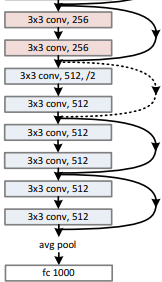 3x3 conv, 256
3x3 conv, 256
3x3 conv, 512, /2
3x3 conv, 512
3x3 conv, 512
3x3 conv, 512
3x3 conv, 512
3x3 conv, 512
avg pool
fc 1000